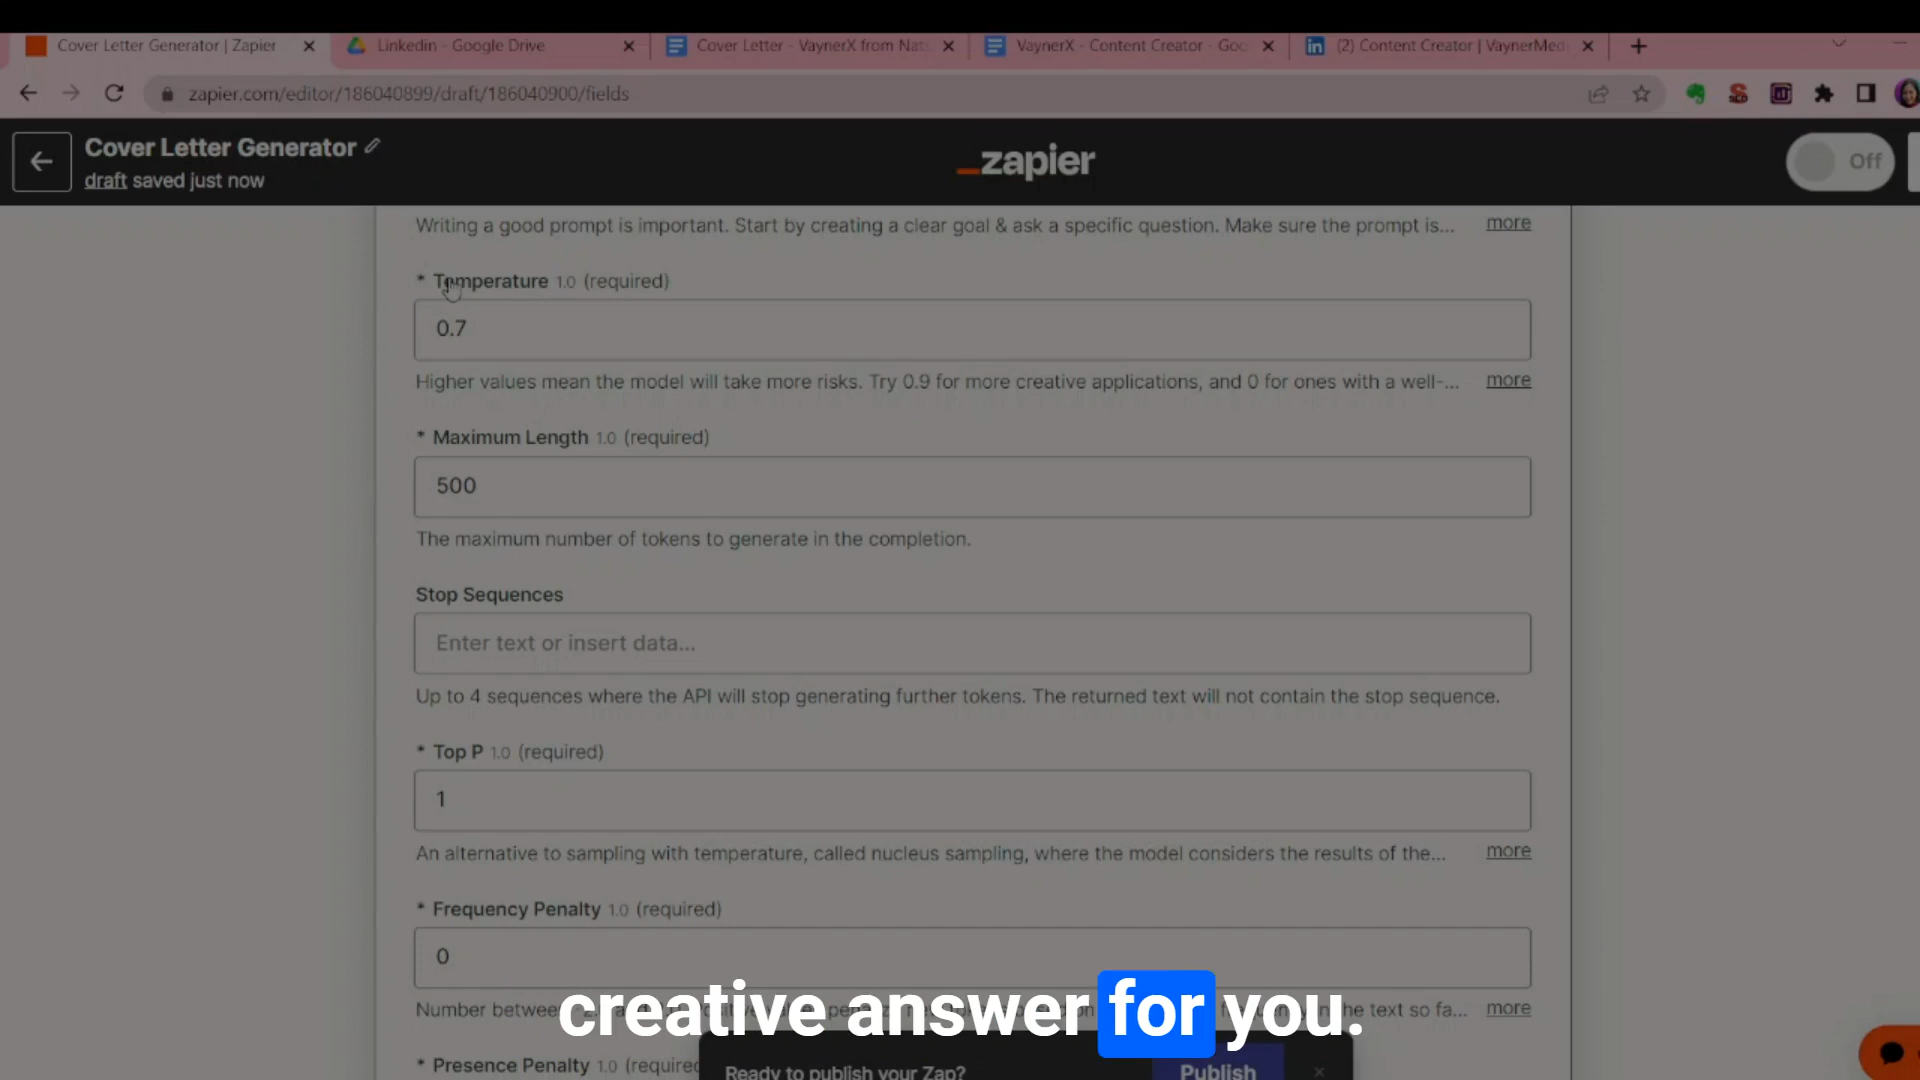 Cover Letter Generator | Zapier
Linkedin - Google Drive
Cover Letter - VaynerX from Nat
VaynerX - Content Creator - Goo
(2) Content Creator | VaynerMed
zapier.com/editor/186040899/draft/186040900/fields
Cover Letter Generator
draft saved just now
zapier
Off
Writing a good prompt is important. Start by creating a clear goal & ask a specific question. Make sure the prompt is... more
* Temperature 1.0 (required)
0.7
Higher values mean the model will take more risks. Try 0.9 for more creative applications, and 0 for ones with a well-... more
* Maximum Length 1.0 (required)
500
The maximum number of tokens to generate in the completion.
Stop Sequences
Enter text or insert data...
Up to 4 sequences where the API will stop generating further tokens. The returned text will not contain the stop sequence.
* Top P 1.0 (required)
1
An alternative to sampling with temperature, called nucleus sampling, where the model considers the results of the... more
* Frequency Penalty 1.0 (required)
0
creative answer for you.
Number between the text so fa... more
* Presence Penalty 1.0 (required
Ready to publish your Zap?
Publish